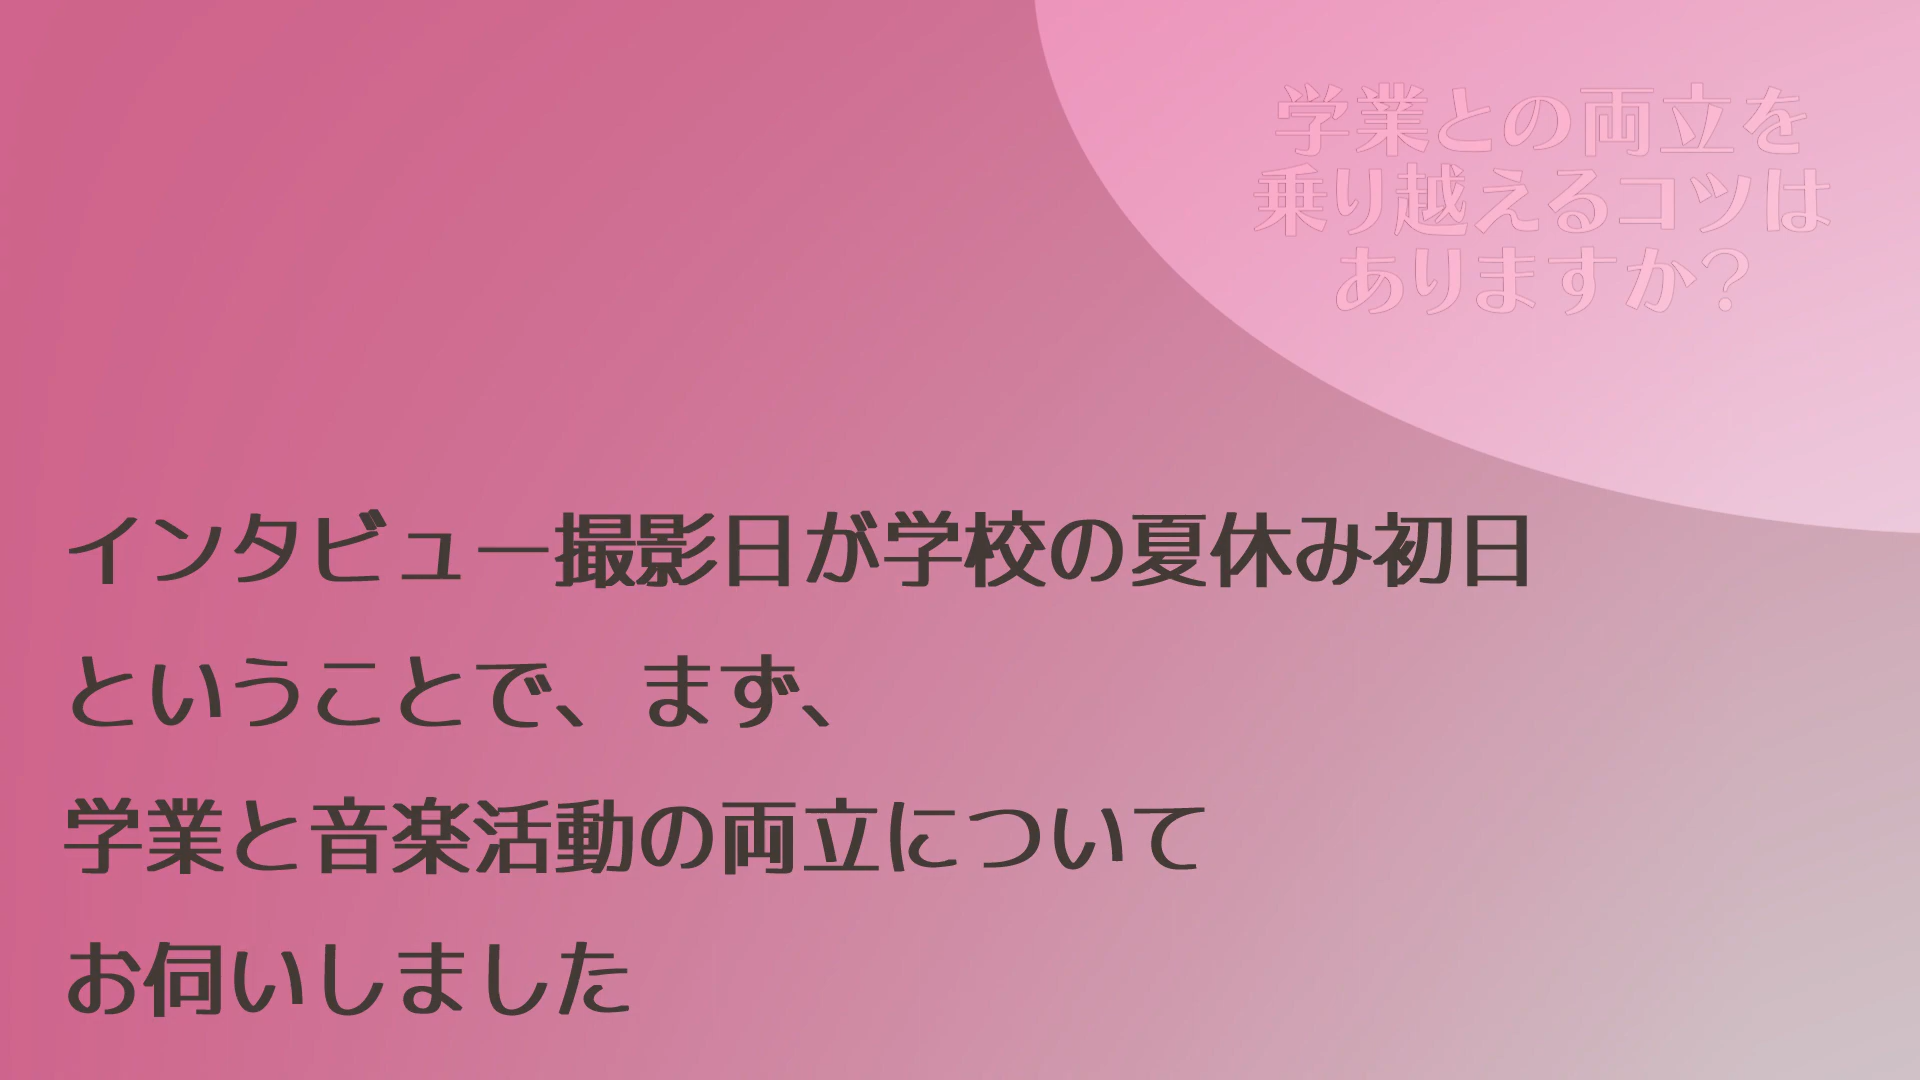 学業との両立を
乗り越えるコツは
ありますか?
インタビュー撮影日が学校の夏休み初日
ということで、まず、
学業と音楽活動の両立について
お伺いしました